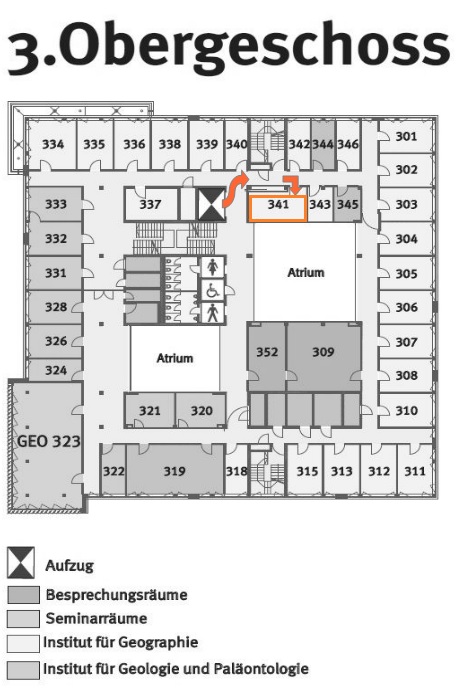 3.Obergeschoss
334 335 336 338 339 340 342 344 346 301
302
333 337 341 343 345 303
332 304
331 Atrium 305
328 306
326 307
Atrium 352 309
324 308
321 320 310
GEO 323
322 319 318 315 313 312 311
Aufzug
Besprechungsräume
Seminarräume
Institut für Geographie
Institut für Geologie und Paläontologie